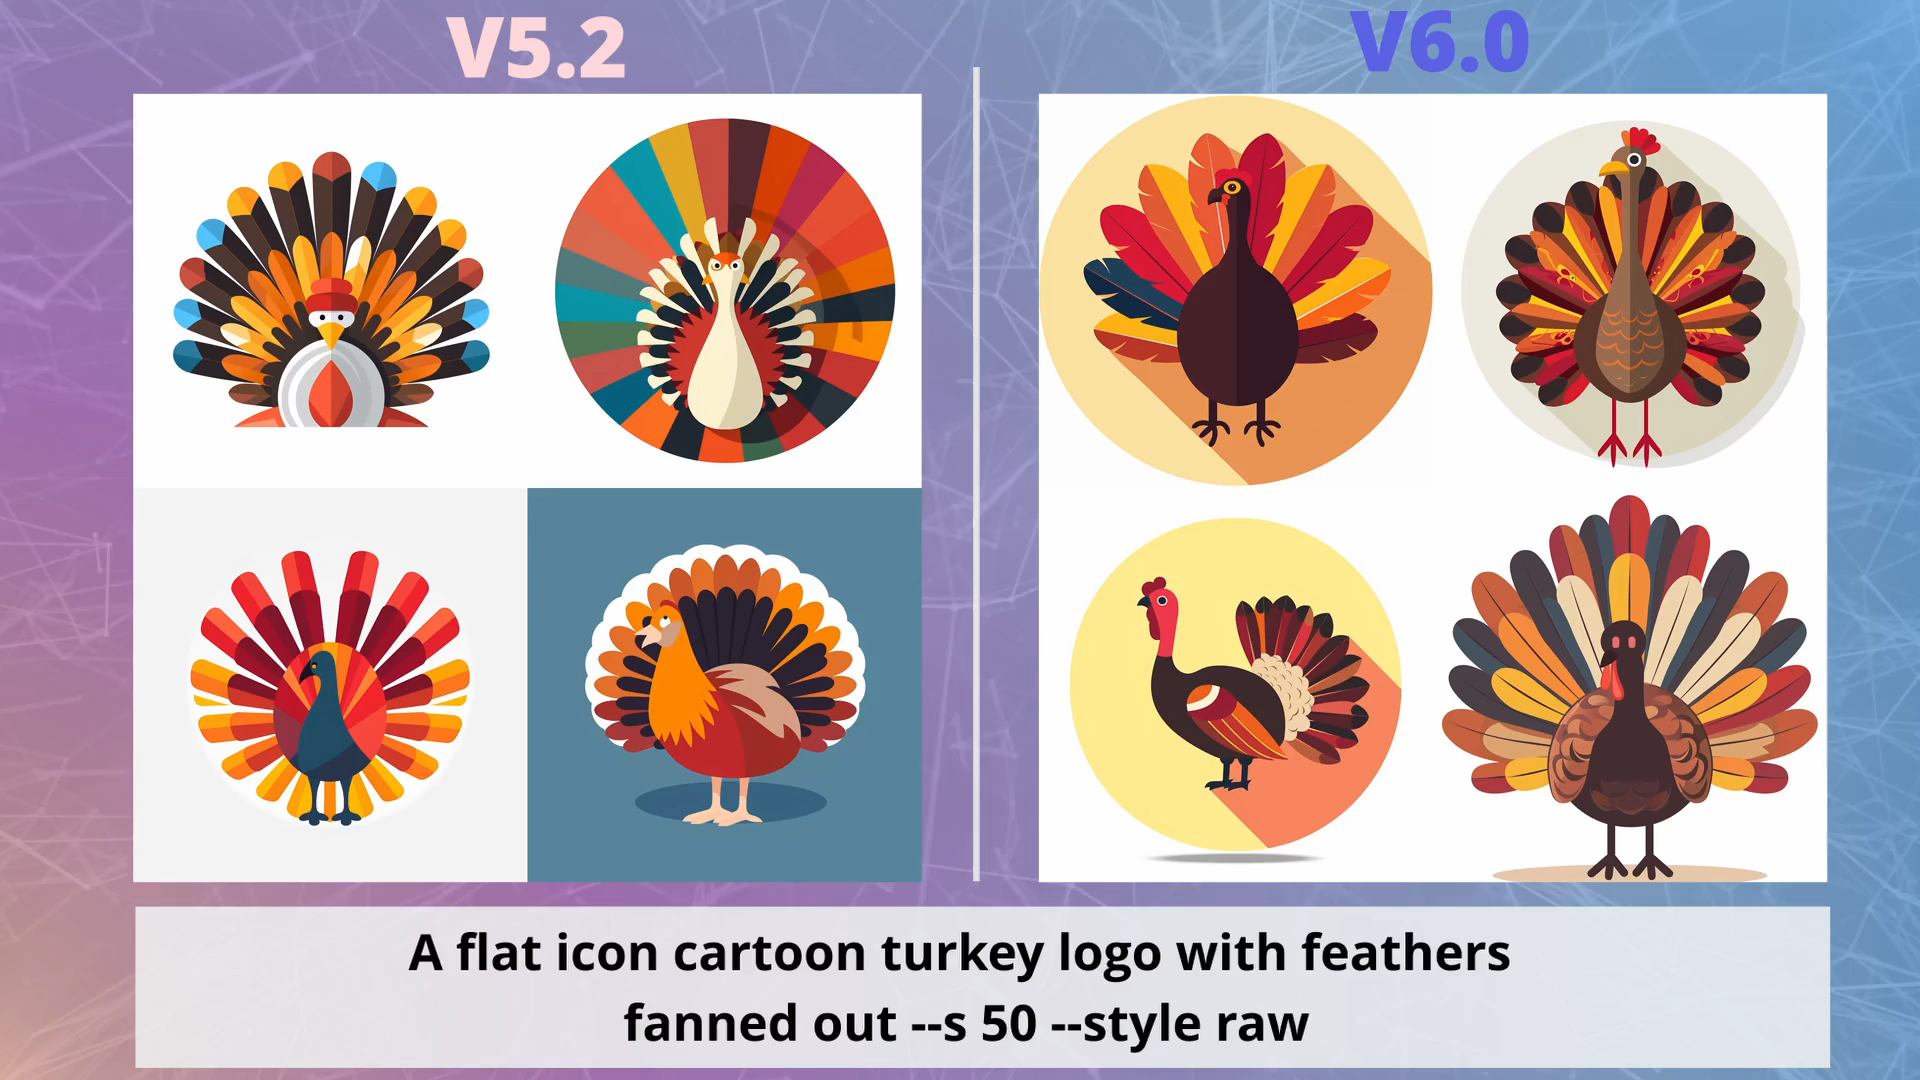 V5.2
V6.0
A flat icon cartoon turkey logo with feathers
fanned out --s 50 --style raw